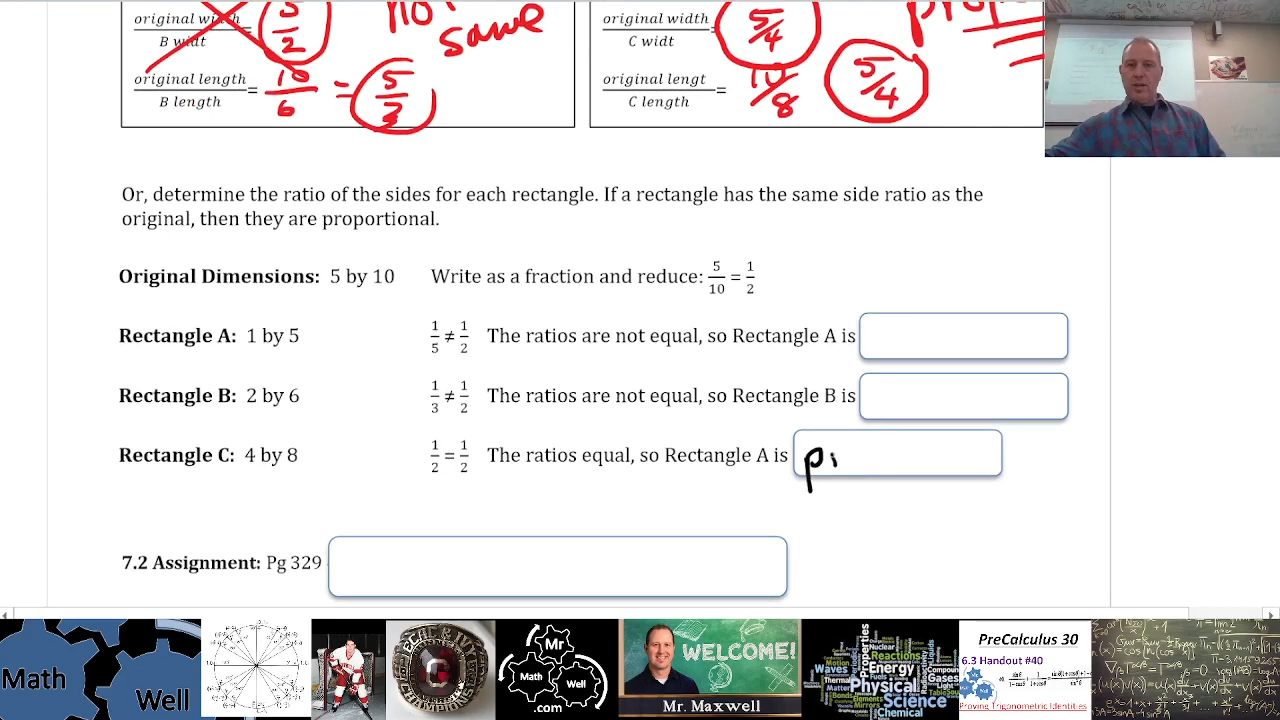 original width
B widt
= 5/2
same
original length
B length
= 10/6 = 5/3
original width
C widt
= 5/4
original lengt
C length
= 10/8 5/4
Or, determine the ratio of the sides for each rectangle. If a rectangle has the same side ratio as the
original, then they are proportional.
Original Dimensions: 5 by 10 Write as a fraction and reduce: 5/10 = 1/2
Rectangle A: 1 by 5 1/5 ≠ 1/2 The ratios are not equal, so Rectangle A is
Rectangle B: 2 by 6 1/3 ≠ 1/2 The ratios are not equal, so Rectangle B is
Rectangle C: 4 by 8 1/2 = 1/2 The ratios equal, so Rectangle A is
7.2 Assignment: Pg 329
Math
Well
Mr
Math
Well
.com
WELCOME!
Mr. Maxwell
Properties
Nuclear
Reactions
Waves
Energy
Physical
Science
Chemical
PreCalculus 30
6.3 Handout #40
Proving Trigonometric Identities